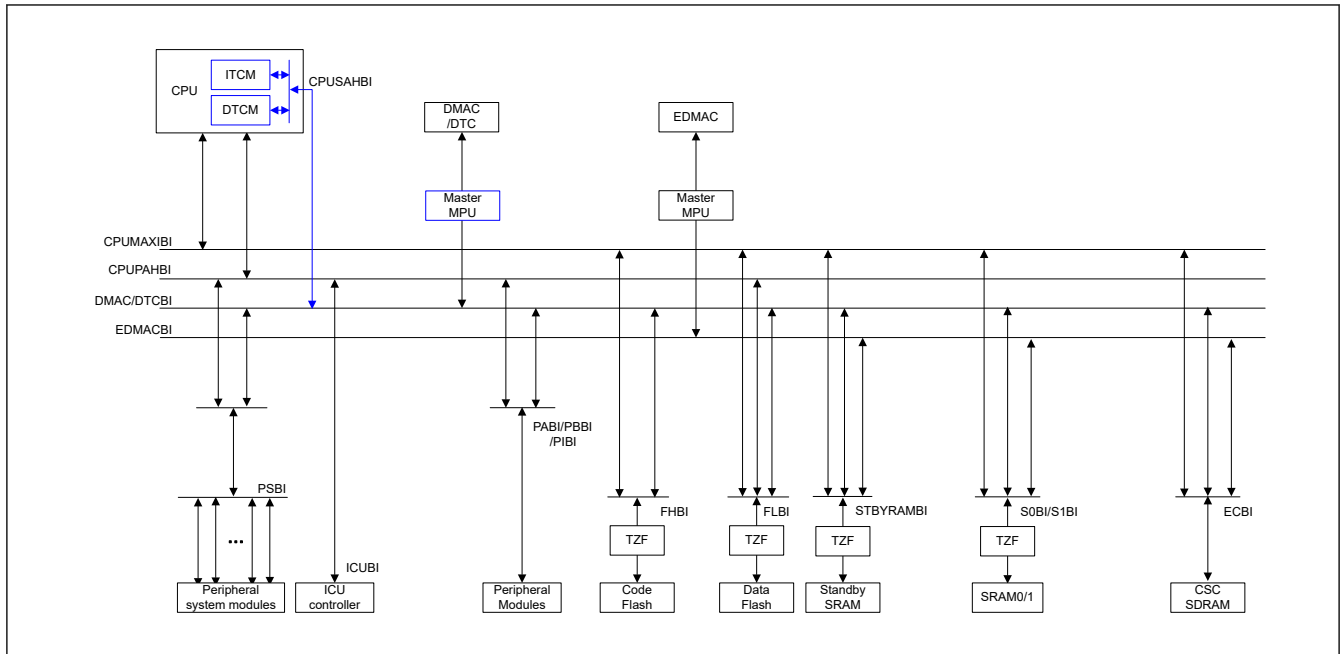 ITCM
CPU
CPUSAHBI
DTCM
DMAC
/DTC
EDMAC
Master
MPU
Master
MPU
CPUMAXIBI
CPUPAHBI
DMAC/DTCBI
EDMACBI
PABI/PBBI
/PIBI
PSBI
FHBI
FLBI
STBYRAMBI
S0BI/S1BI
ECBI
...
TZF
TZF
TZF
TZF
ICUBI
Peripheral
system modules
ICU
controller
Peripheral
Modules
Code
Flash
Data
Flash
Standby
SRAM
SRAM0/1
CSC
SDRAM